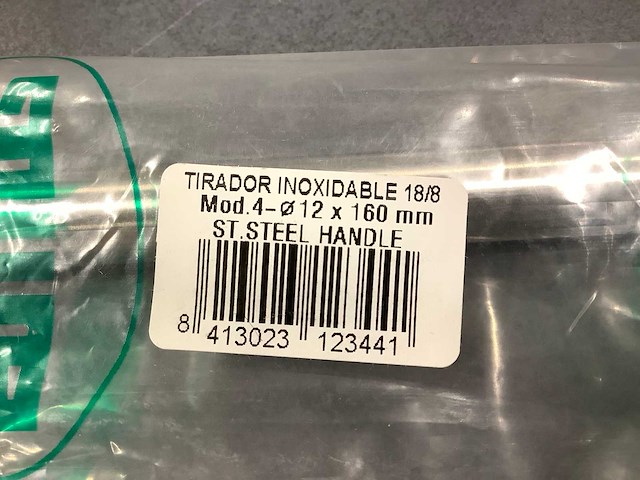 TIRADOR INOXIDABLE 18/8
Mod.4-Ø12 x 160 mm
ST.STEEL HANDLE
8 413023 123441